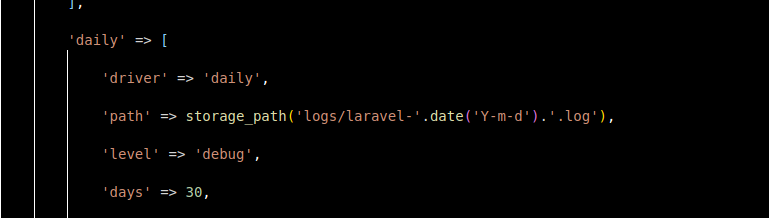 ],
'daily' => [
'driver' => 'daily',
'path' => storage_path('logs/laravel-'.date('Y-m-d').'.log'),
'level' => 'debug',
'days' => 30,